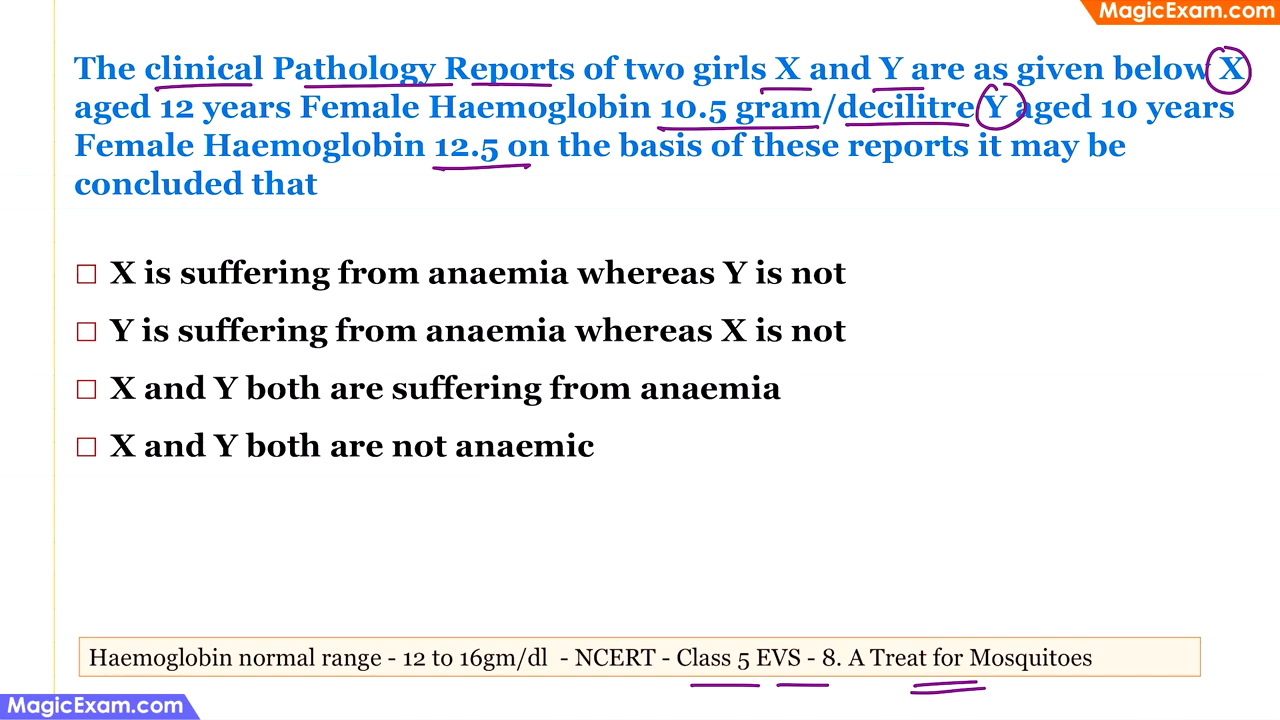 MagicExam.com
The clinical Pathology Reports of two girls X and Y are as given below X
aged 12 years Female Haemoglobin 10.5 gram/decilitre Y aged 10 years
Female Haemoglobin 12.5 on the basis of these reports it may be
concluded that
X is suffering from anaemia whereas Y is not
Y is suffering from anaemia whereas X is not
X and Y both are suffering from anaemia
X and Y both are not anaemic
Haemoglobin normal range - 12 to 16gm/dl - NCERT - Class 5 EVS - 8. A Treat for Mosquitoes
MagicExam.com